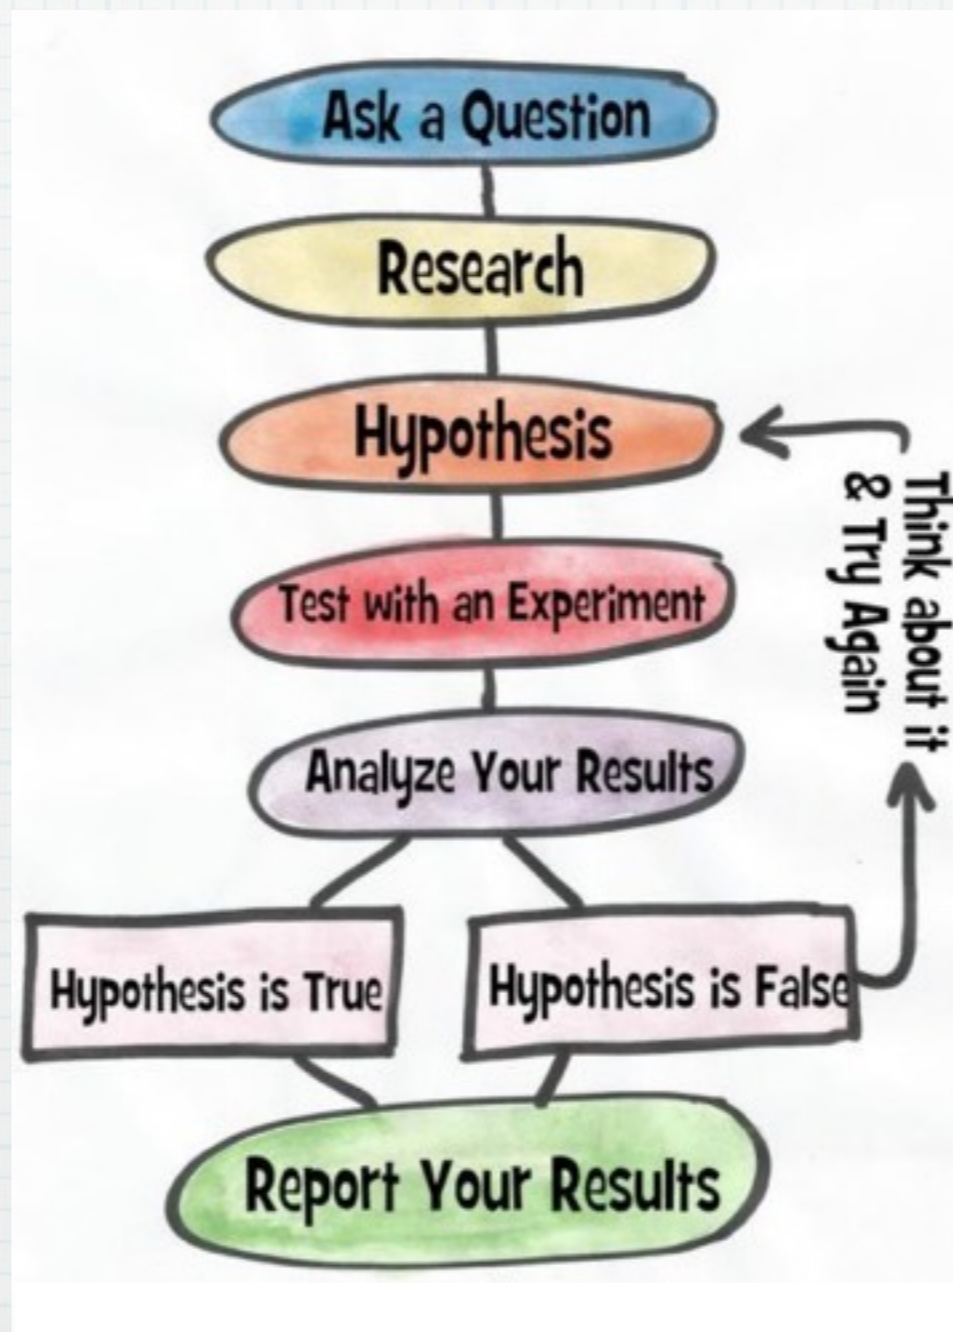 Ask a Question
Research
Hypothesis
Think about it
& Try Again
Test with an Experiment
Analyze Your Results
Hypothesis is True
Hypothesis is False
Report Your Results